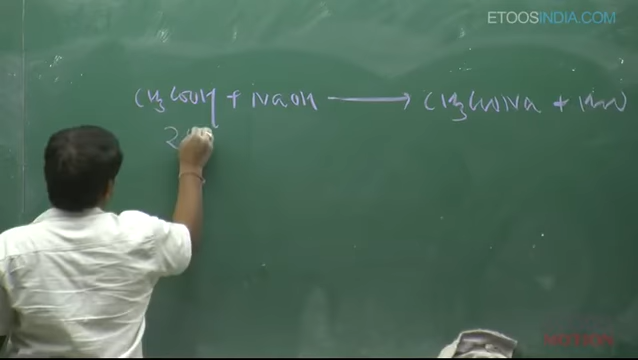 ETOOSINDIA.COM
CH3COOH + NaOH ⟶ CH3COONa + H2O
2